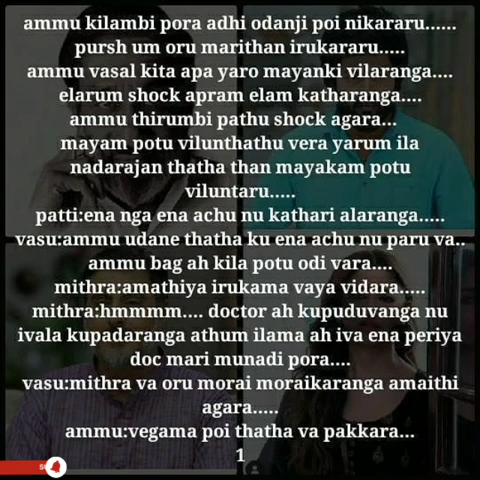 ammu kilambi pora adhi odanji poi nikararu......
pursh um oru marithan irukararu.....
ammu vasal kita apa yaro mayanki vilaranga....
elarum shock apram elam katharanga....
ammu thirumbi pathu shock agara...
mayam potu vilunthathu vera yarum ila
nadarajan thatha than mayakam potu
viluntaru.....
patti:ena nga ena achu nu kathari alaranga.....
vasu:ammu udane thatha ku ena achu nu paru va..
ammu bag ah kila potu odi vara....
mithra:amathiya irukama vaya vidara.....
mithra:hmmmm.... doctor ah kupuduvanga nu
ivala kupadaranga athum ilama ah iva ena periya
doc mari munadi pora....
vasu:mithra va oru morai moraikaranga amaithi
agara.....
ammu:vegama poi thatha va pakkara...
1